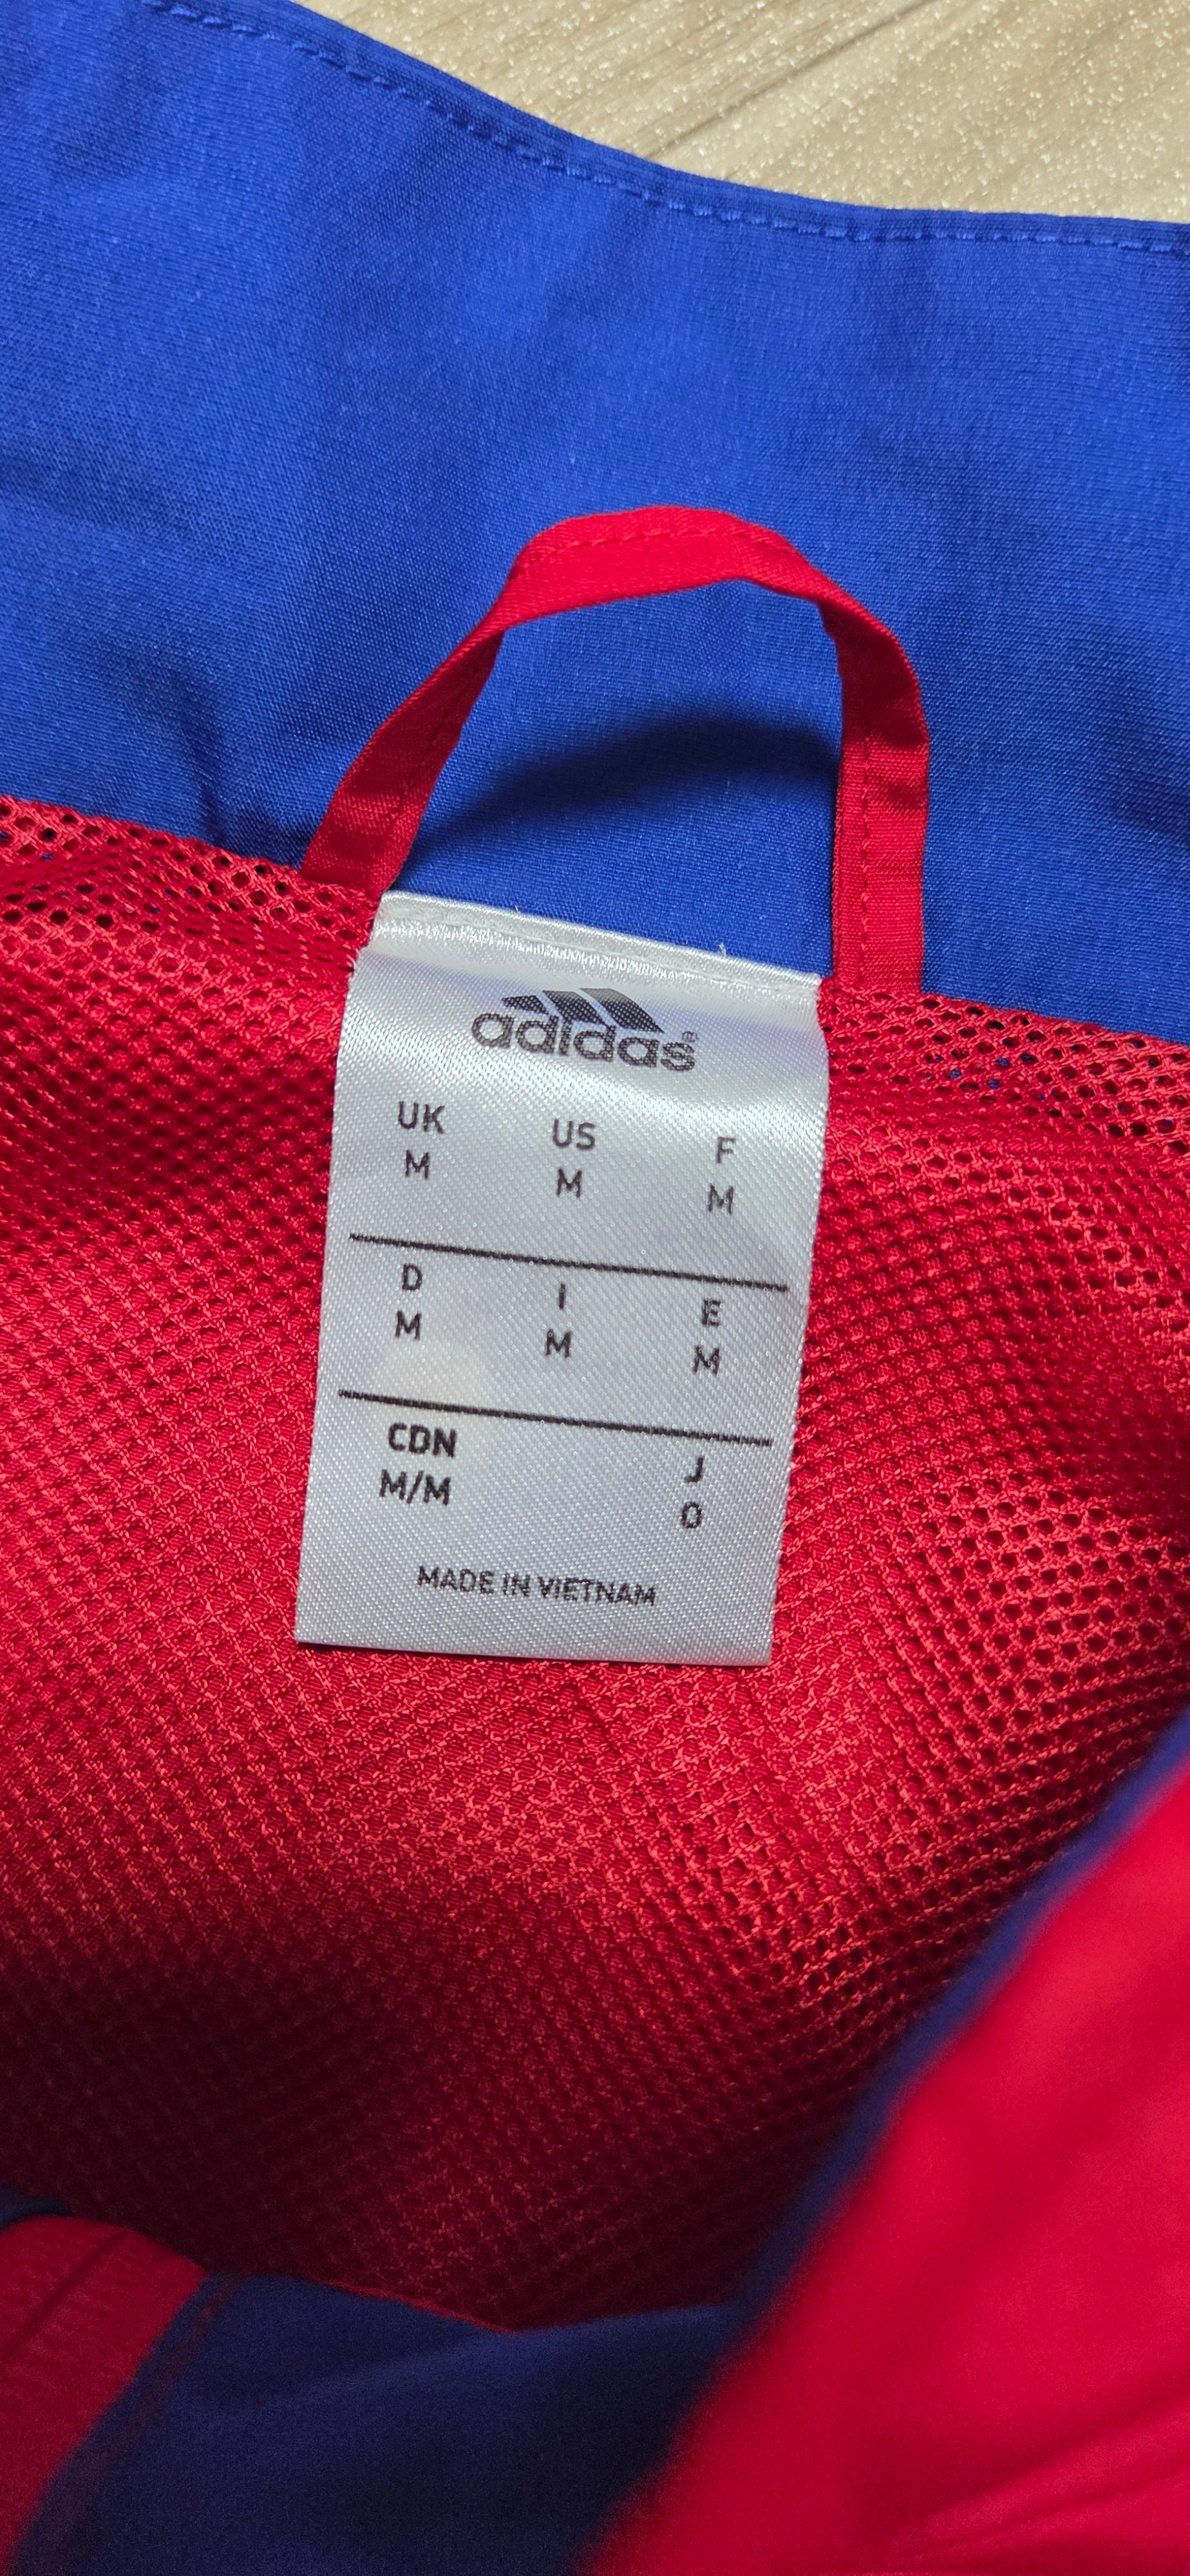 adidas®
UK US F
M M M
D I E
M M M
CDN J
M/M O
MADE IN VIETNAM